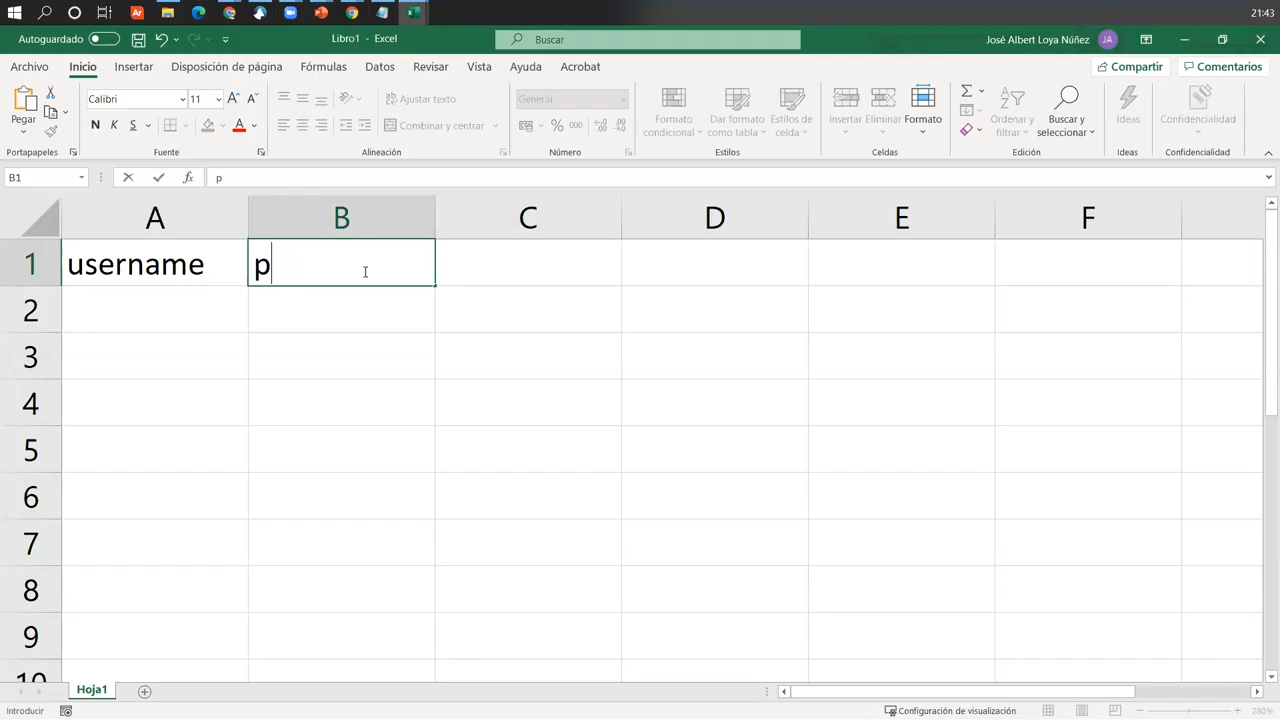 21:43
Autoguardado
Libro1 - Excel
Buscar
José Albert Loya Núñez
JA
Archivo Inicio Insertar Disposición de página Fórmulas Datos Revisar Vista Ayuda Acrobat
Compartir Comentarios
Pegar
Calibri 11
Ajustar texto
General
Formato condicional
Dar formato como tabla
Estilos de celda
Insertar Eliminar Formato
Ordenar y filtrar
Buscar y seleccionar
Ideas
Confidencialidad
N K S
Combinar y centrar
% 000
Portapapeles Fuente Alineación Número Estilos Celdas Edición Ideas Confidencialidad
B1 fx p
A B C D E F
1 username p
2
3
4
5
6
7
8
9
10
Hoja1
Introducir
Configuración de visualización
280%